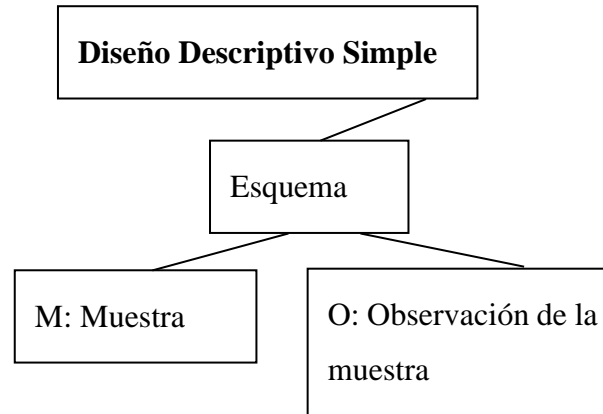 Diseño Descriptivo Simple
Esquema
M: Muestra
O: Observación de la
muestra